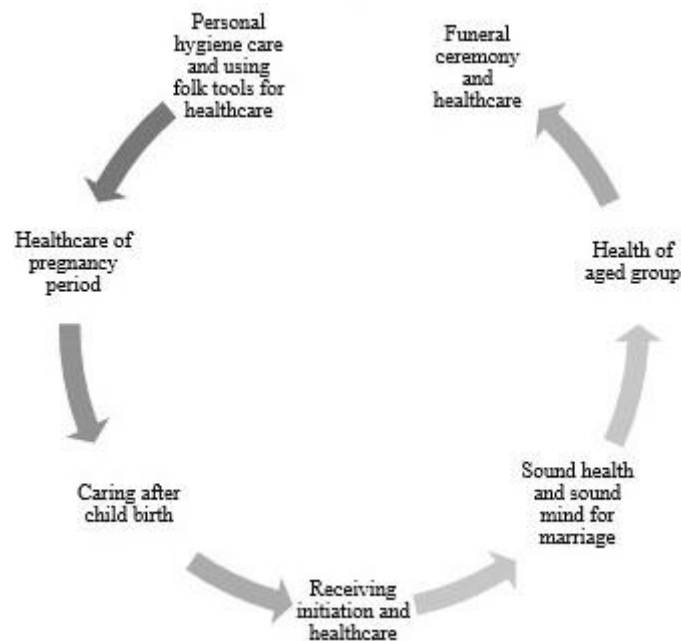 Personal
hygiene care
and using
folk tools for
healthcare
Healthcare of
pregnancy
period
Caring after
child birth
Receiving
initiation and
healthcare
Sound health
and sound
mind for
marriage
Health of
aged group
Funeral
ceremony
and
healthcare